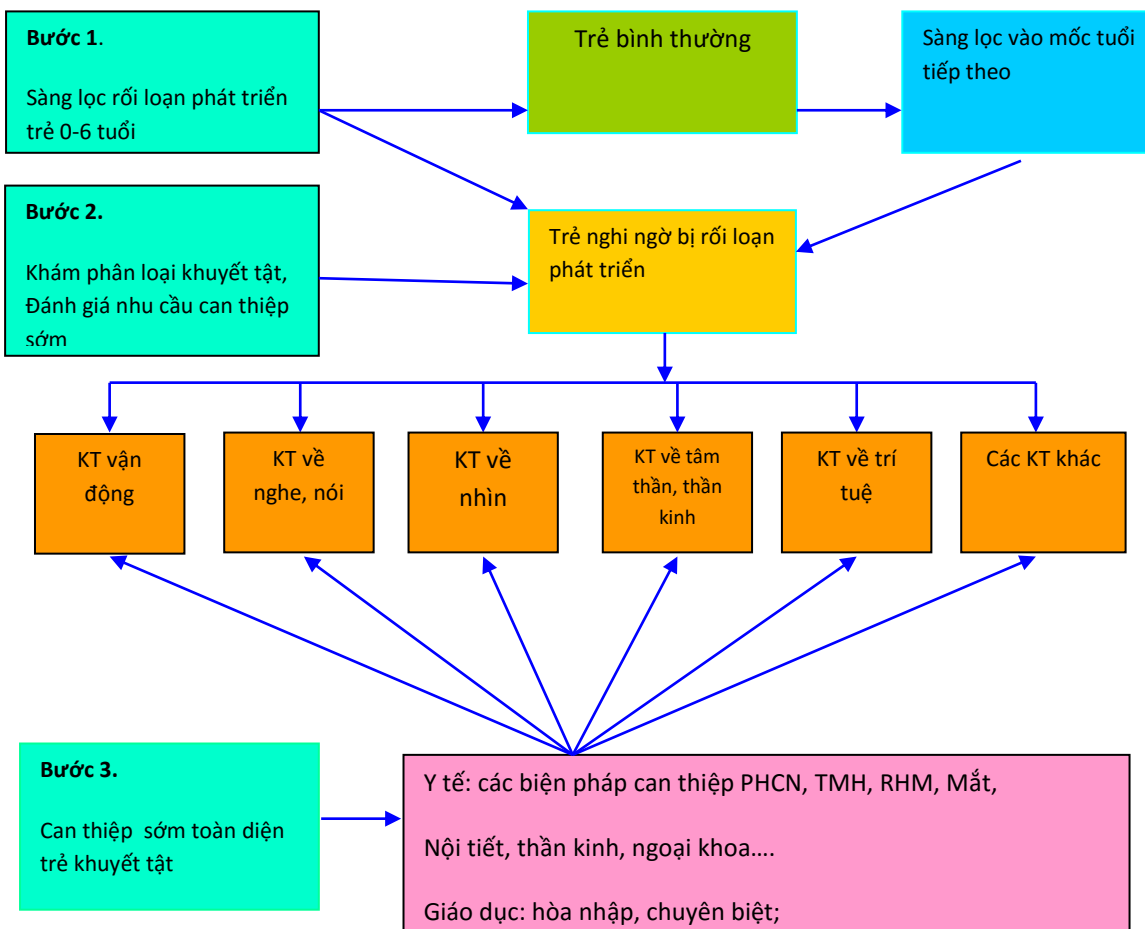 Bước 1.
Sàng lọc rối loạn phát triển
trẻ 0-6 tuổi
Trẻ bình thường
Sàng lọc vào mốc tuổi
tiếp theo
Bước 2.
Khám phân loại khuyết tật,
Đánh giá nhu cầu can thiệp
sớm
Trẻ nghi ngờ bị rối loạn
phát triển
KT vận
động
KT về
nghe, nói
KT về
nhìn
KT về tâm
thần, thần
kinh
KT về trí
tuệ
Các KT khác
Bước 3.
Can thiệp sớm toàn diện
trẻ khuyết tật
Y tế: các biện pháp can thiệp PHCN, TMH, RHM, Mắt,
Nội tiết, thần kinh, ngoại khoa....
Giáo dục: hòa nhập, chuyên biệt;